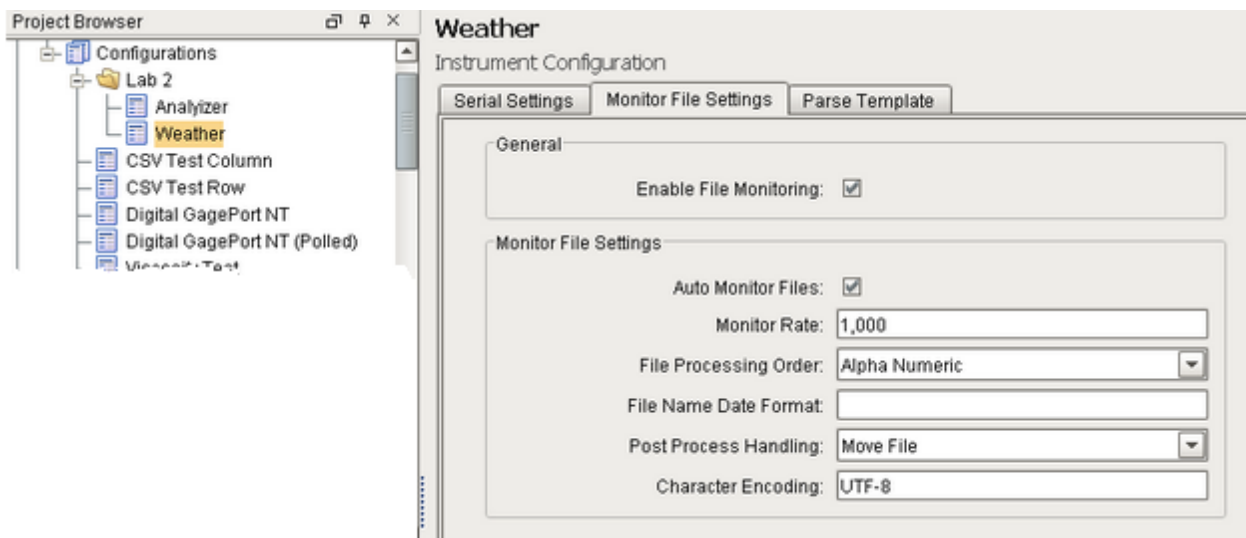 Project Browser
Configurations
Lab 2
Analyizer
Weather
CSV Test Column
CSV Test Row
Digital GagePort NT
Digital GagePort NT (Polled)
Weather
Instrument Configuration
Serial Settings Monitor File Settings Parse Template
General
Enable File Monitoring:
Monitor File Settings
Auto Monitor Files:
Monitor Rate: 1,000
File Processing Order: Alpha Numeric
File Name Date Format:
Post Process Handling: Move File
Character Encoding: UTF-8